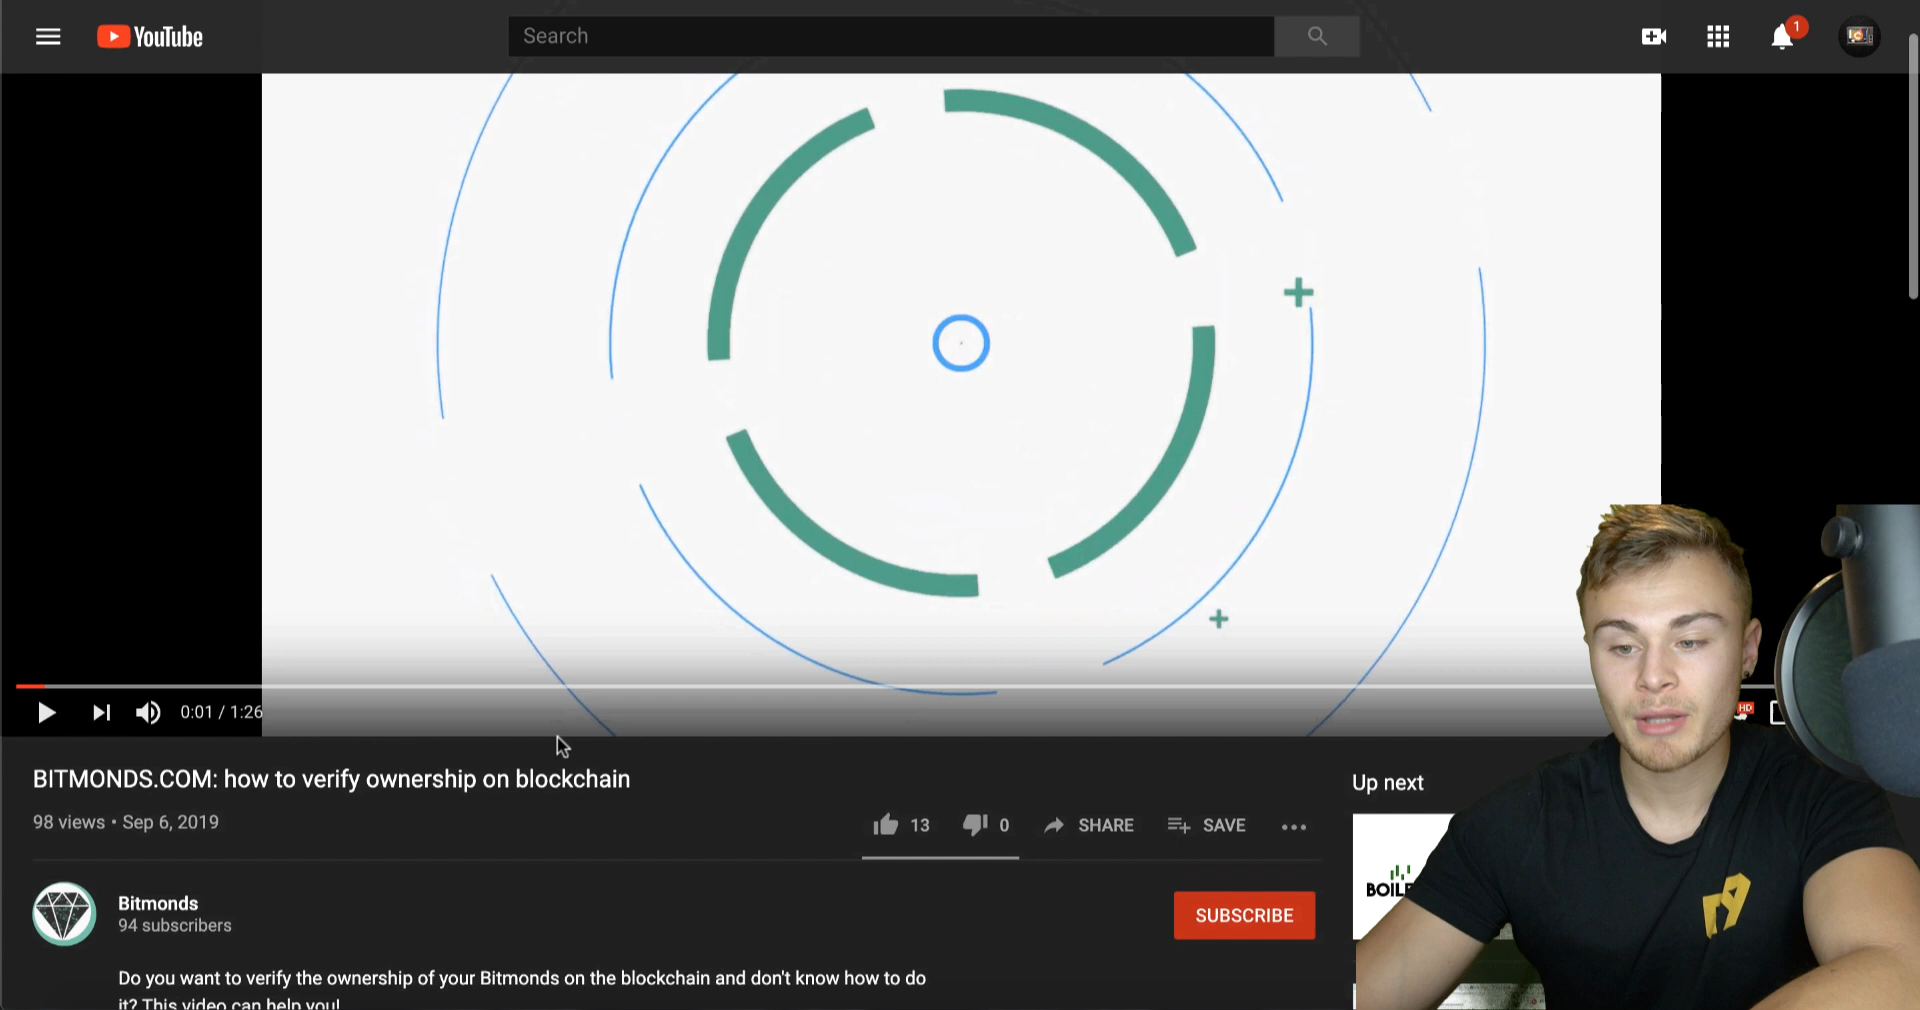 YouTube
Search
1
0:01 / 1:26
HD
BITMONDS.COM: how to verify ownership on blockchain
98 views • Sep 6, 2019
13
0
SHARE
SAVE
Up next
Bitmonds
94 subscribers
SUBSCRIBE
Do you want to verify the ownership of your Bitmonds on the blockchain and don't know how to do
it? This video can help you!